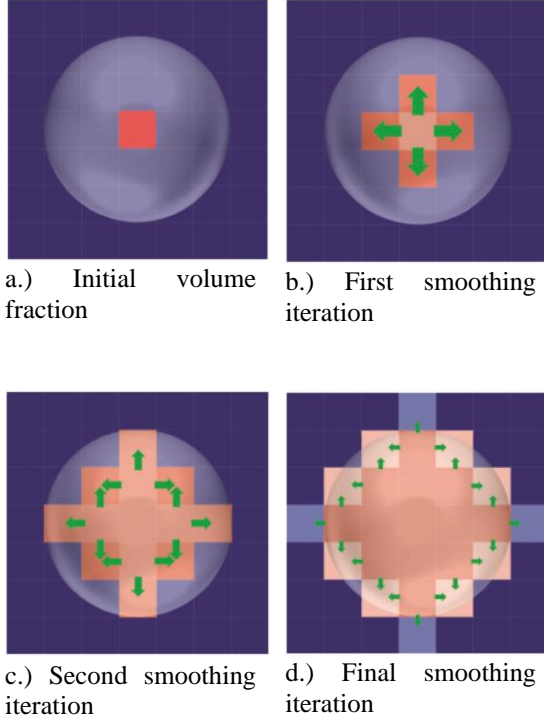 a.) Initial volume
fraction
b.) First smoothing
iteration
c.) Second smoothing
iteration
d.) Final smoothing
iteration